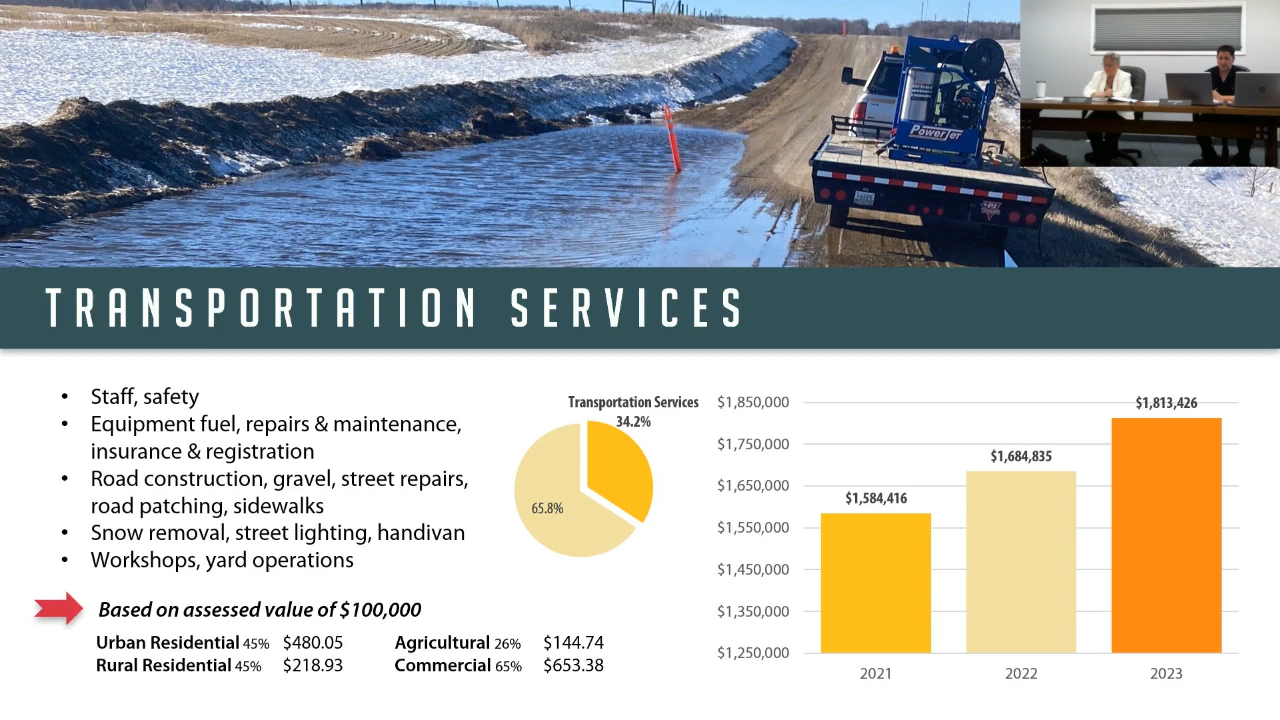 PowerJet
TRANSPORTATION SERVICES
• Staff, safety
• Equipment fuel, repairs & maintenance,
insurance & registration
• Road construction, gravel, street repairs,
road patching, sidewalks
• Snow removal, street lighting, handivan
• Workshops, yard operations
Based on assessed value of $100,000
Urban Residential 45% $480.05 Agricultural 26% $144.74
Rural Residential 45% $218.93 Commercial 65% $653.38
Transportation Services
34.2%
65.8%
$1,850,000
$1,750,000
$1,650,000
$1,550,000
$1,450,000
$1,350,000
$1,250,000
$1,584,416
$1,684,835
$1,813,426
2021 2022 2023